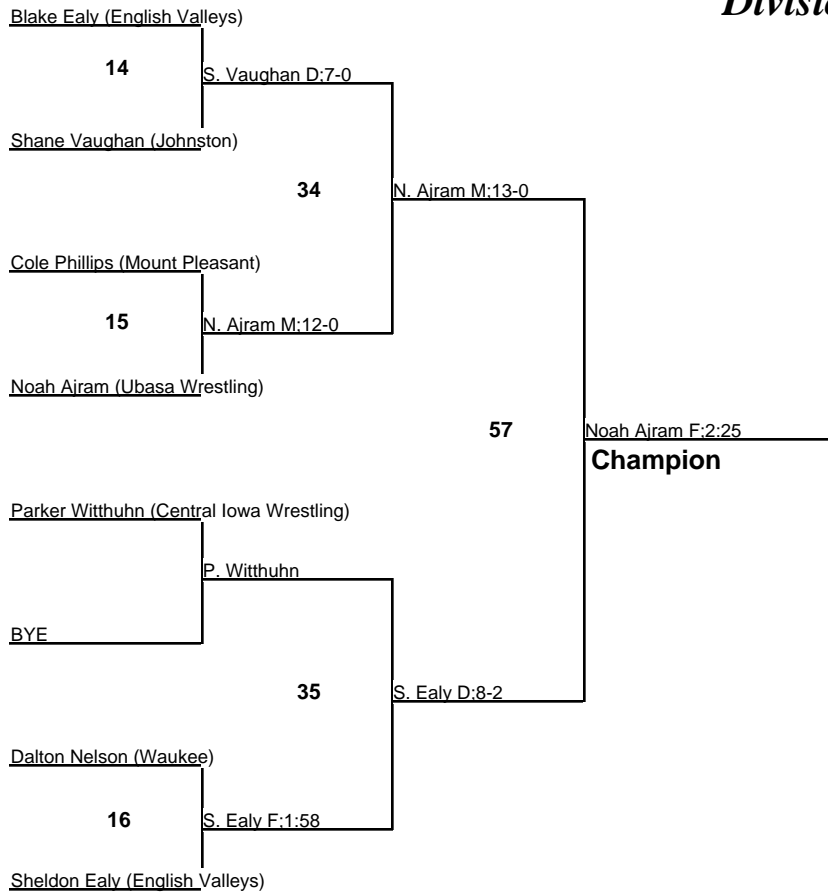 Blake Ealy (English Valleys)
14
S. Vaughan D;7-0
Shane Vaughan (Johnston)
34
N. Ajram M;13-0
Cole Phillips (Mount Pleasant)
15
N. Ajram M;12-0
Noah Ajram (Ubasa Wrestling)
57
Noah Ajram F;2:25
Champion
Parker Witthuhn (Central Iowa Wrestling)
P. Witthuhn
BYE
35
S. Ealy D;8-2
Dalton Nelson (Waukee)
16
S. Ealy F;1:58
Sheldon Ealy (English Valleys)